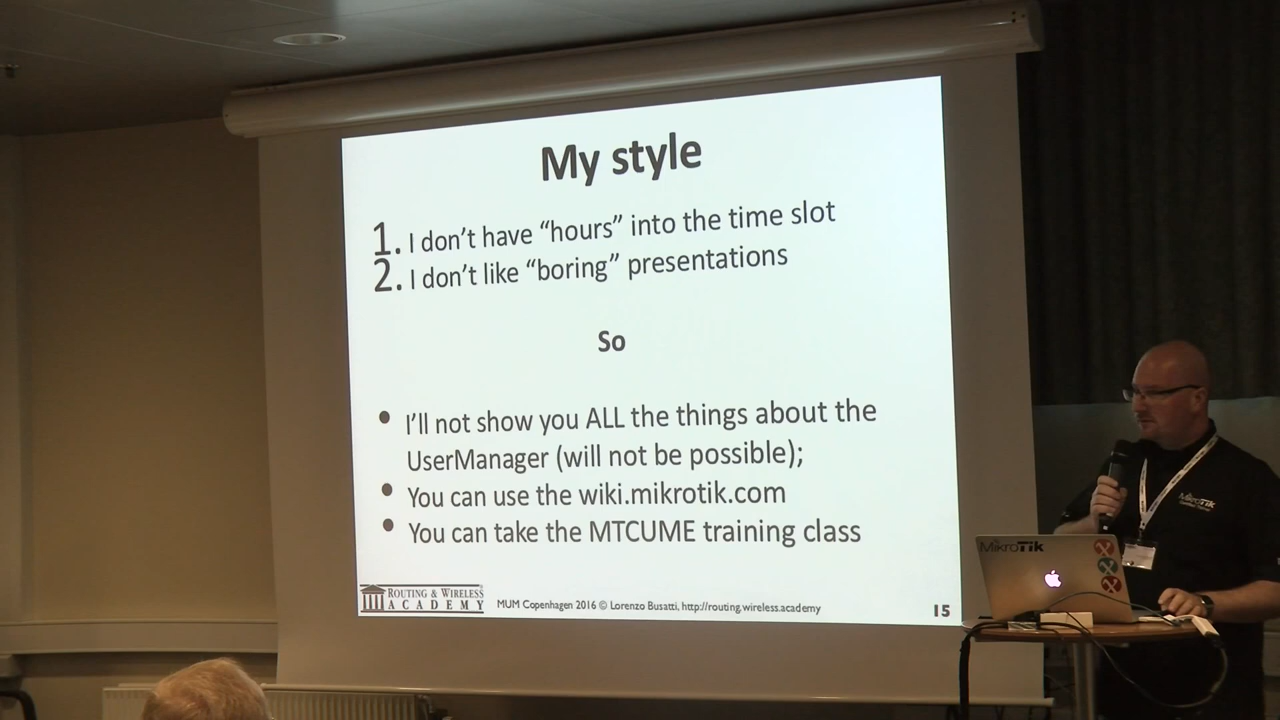 My style
1. I don't have “hours” into the time slot
2. I don't like “boring” presentations
So
• I'll not show you ALL the things about the
UserManager (will not be possible);
• You can use the wiki.mikrotik.com
• You can take the MTCUME training class
ROUTING & WIRELESS
ACADEMY
MUM Copenhagen 2016 © Lorenzo Busatti, http://routing.wireless.academy
15
MikroTik
MikroTik